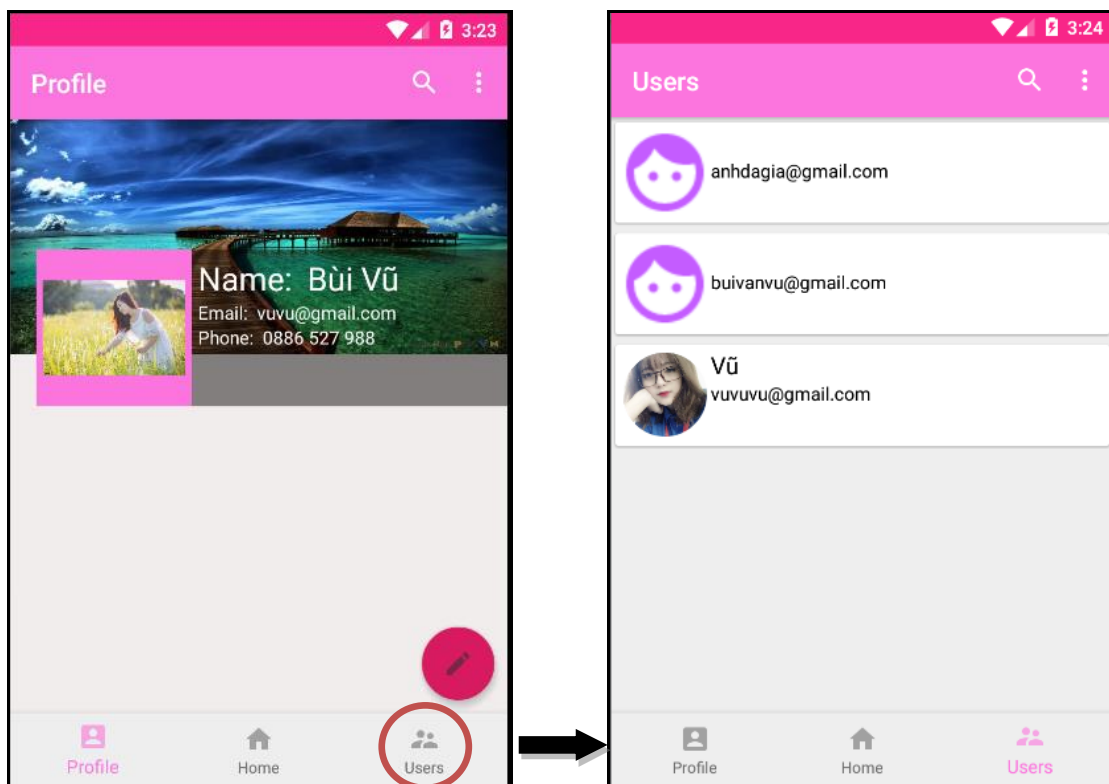 3:23
Profile
Name: Bùi Vũ
Email: vuvu@gmail.com
Phone: 0886 527 988
Profile
Home
Users
3:24
Users
anhdagia@gmail.com
buivanvu@gmail.com
Vũ
vuvuvu@gmail.com
Profile
Home
Users